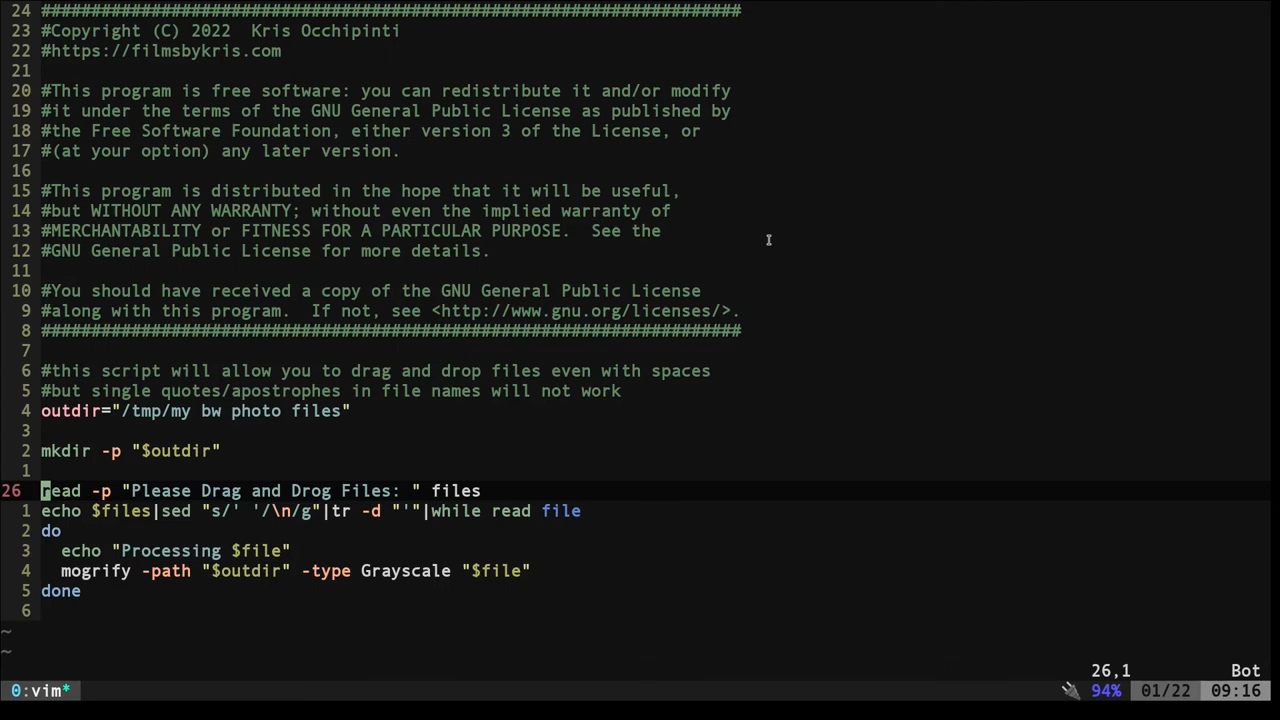 24 ######################################################################
23 #Copyright (C) 2022  Kris Occhipinti
22 #https://filmsbykris.com
21
20 #This program is free software: you can redistribute it and/or modify
19 #it under the terms of the GNU General Public License as published by
18 #the Free Software Foundation, either version 3 of the License, or
17 #(at your option) any later version.
16
15 #This program is distributed in the hope that it will be useful,
14 #but WITHOUT ANY WARRANTY; without even the implied warranty of
13 #MERCHANTABILITY or FITNESS FOR A PARTICULAR PURPOSE.  See the
12 #GNU General Public License for more details.
11
10 #You should have received a copy of the GNU General Public License
9 #along with this program.  If not, see <http://www.gnu.org/licenses/>.
8 ######################################################################
7
6 #this script will allow you to drag and drop files even with spaces
5 #but single quotes/apostrophes in file names will not work
4 outdir="/tmp/my bw photo files"
3
2 mkdir -p "$outdir"
1
26 read -p "Please Drag and Drog Files: " files
1 echo $files|sed "s/' '/\n/g"|tr -d "'"|while read file
2 do
3   echo "Processing $file"
4   mogrify -path "$outdir" -type Grayscale "$file"
5 done
6
~
~
26,1 Bot
0:vim* 94% 01/22 09:16